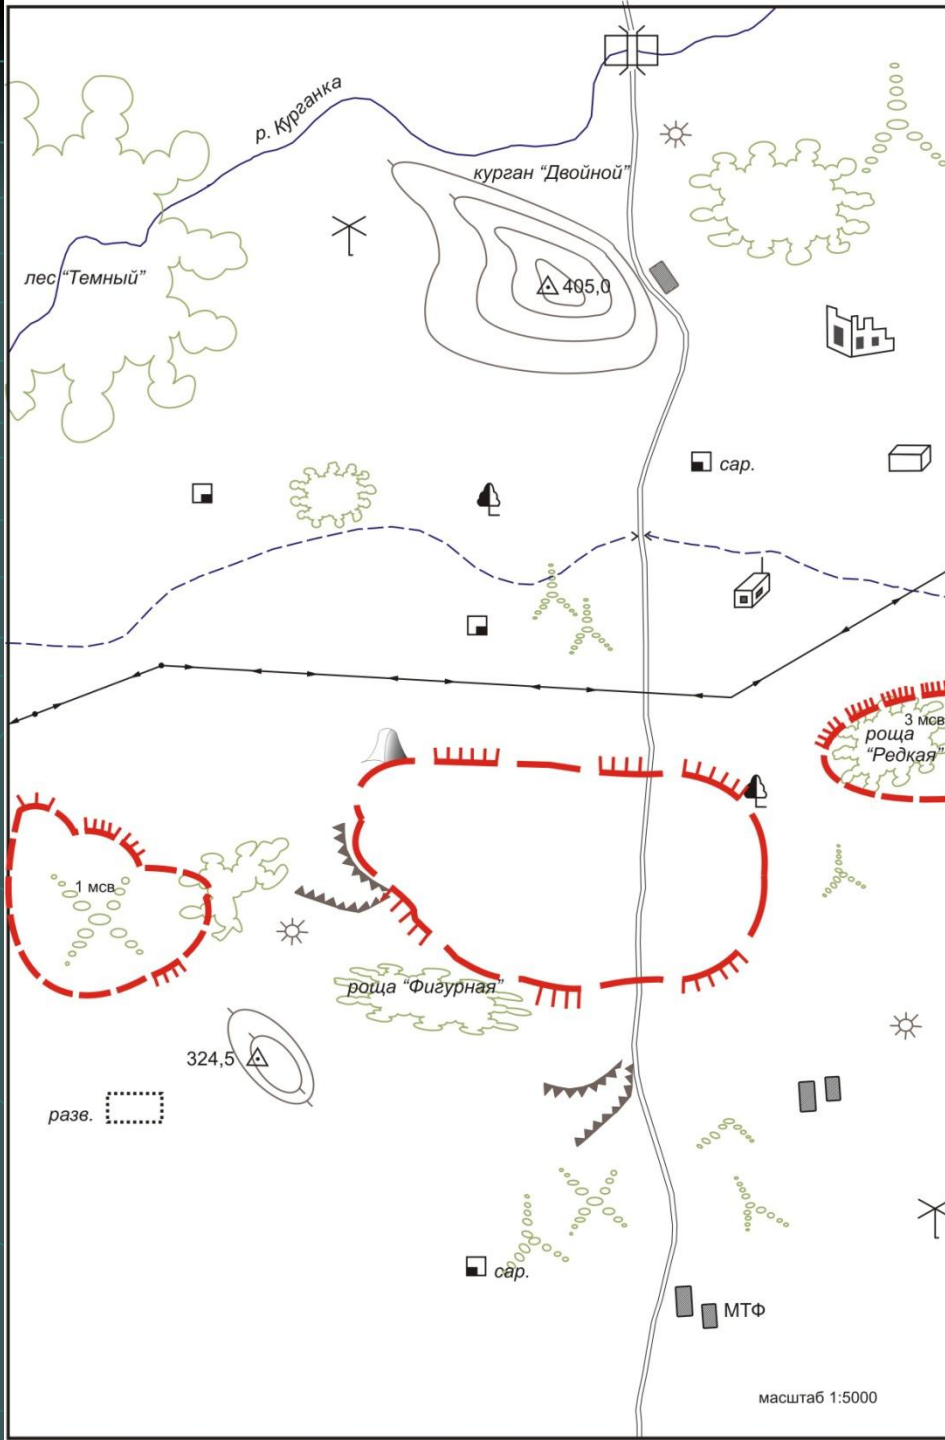 р. Курганка
курган "Двойной"
лес "Темный"
405,0
сар.
3 мсв
роща
"Редкая"
1 мсв
роща "Фигурная"
324,5
разв.
сар.
МТФ
масштаб 1:5000